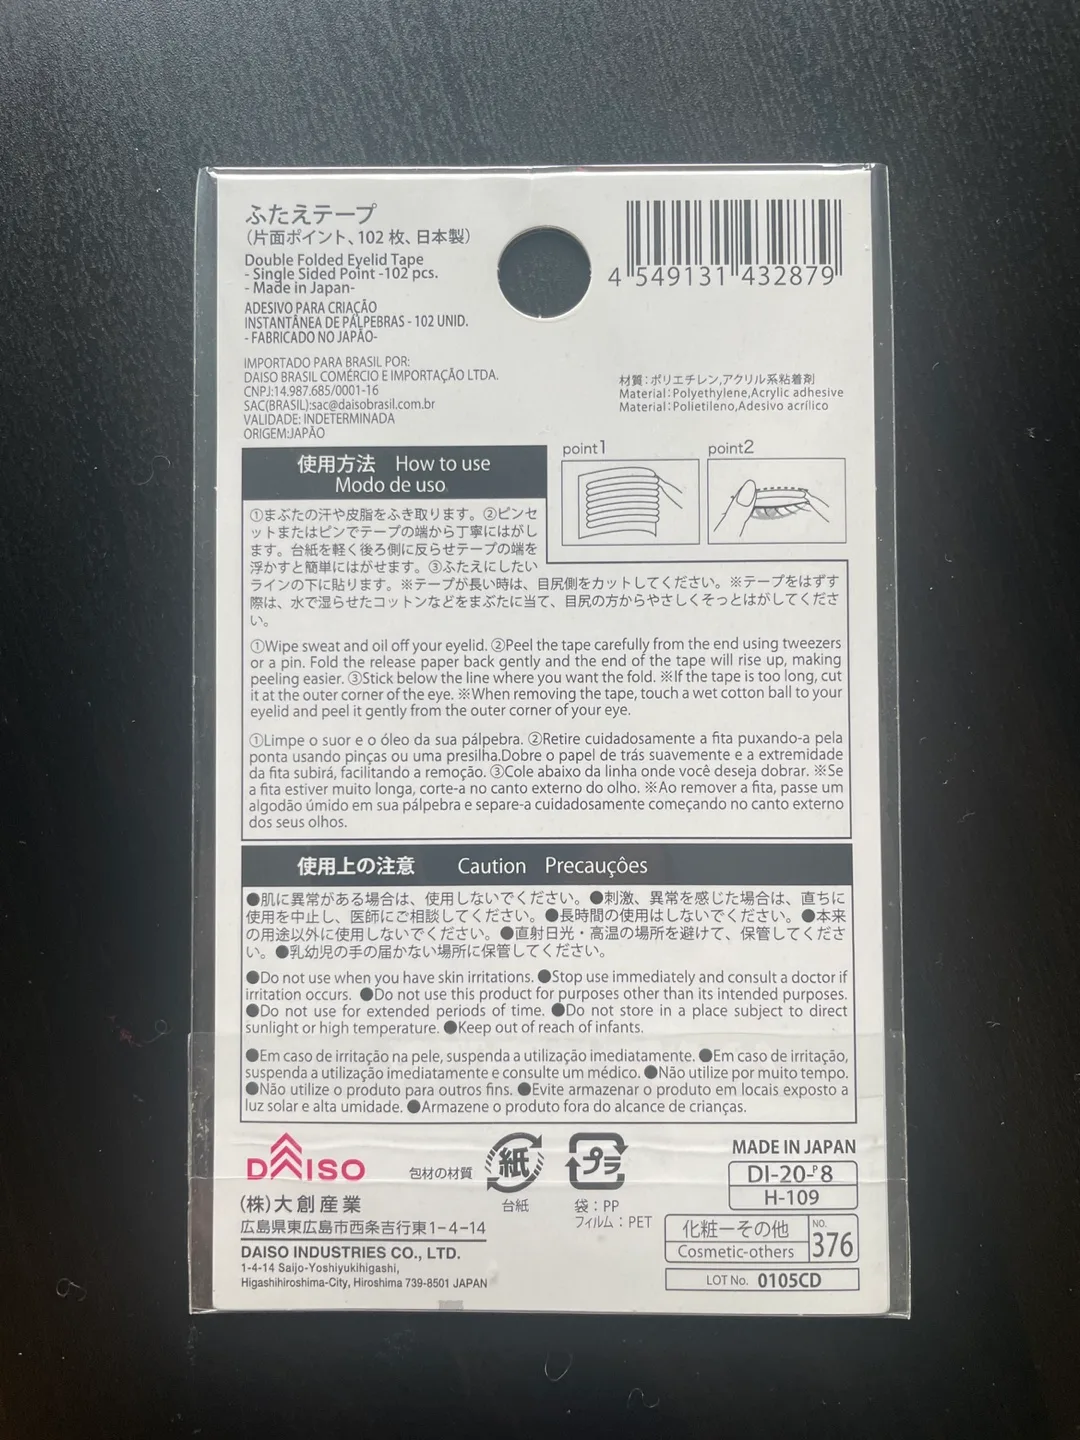 ふたえテープ
(片面ポイント、102枚、日本製)
Double Folded Eyelid Tape
- Single Sided Point -102 pcs.
- Made in Japan-
ADESIVO PARA CRIAÇÃO
INSTANTÂNEA DE PÁLPEBRAS - 102 UNID.
- FABRICADO NO JAPÃO-
IMPORTADO PARA BRASIL POR:
DAISO BRASIL COMÉRCIO E IMPORTAÇÃO LTDA.
CNPJ:14.987.685/0001-16
SAC(BRASIL):sac@daisobrasil.com.br
VALIDADE: INDETERMINADA
ORIGEM:JAPÃO
4 549131 432879
材質:ポリエチレン,アクリル系粘着剤
Material:Polyethylene,Acrylic adhesive
Material:Polietileno,Adesivo acrílico
使用方法 How to use
Modo de uso
point1
point2
①まぶたの汗や皮脂をふき取ります。②ピンセ
ットまたはピンでテープの端から丁寧にはがし
ます。台紙を軽く後ろ側に反らせテープの端を
浮かすと簡単にはがせます。③ふたえにしたい
ラインの下に貼ります。※テープが長い時は、目尻側をカットしてください。※テープをはずす
際は、水で湿らせたコットンなどをまぶたに当て、目尻の方からやさしくそっとはがしてくださ
い。
①Wipe sweat and oil off your eyelid. ②Peel the tape carefully from the end using tweezers
or a pin. Fold the release paper back gently and the end of the tape will rise up, making
peeling easier. ③Stick below the line where you want the fold. ※If the tape is too long, cut
it at the outer corner of the eye. ※When removing the tape, touch a wet cotton ball to your
eyelid and peel it gently from the outer corner of your eye.
①Limpe o suor e o óleo da sua pálpebra. ②Retire cuidadosamente a fita puxando-a pela
ponta usando pinças ou uma presilha.Dobre o papel de trás suavemente e a extremidade
da fita subirá, facilitando a remoção. ③Cole abaixo da linha onde você deseja dobrar. ※Se
a fita estiver muito longa, corte-a no canto externo do olho. ※Ao remover a fita, passe um
algodão úmido em sua pálpebra e separe-a cuidadosamente começando no canto externo
dos seus olhos.
使用上の注意 Caution Precauções
●肌に異常がある場合は、使用しないでください。●刺激、異常を感じた場合は、直ちに
使用を中止し、医師にご相談してください。●長時間の使用はしないでください。●本来
の用途以外に使用しないでください。●直射日光・高温の場所を避けて、保管してくださ
い。●乳幼児の手の届かない場所に保管してください。
●Do not use when you have skin irritations. ●Stop use immediately and consult a doctor if
irritation occurs. ●Do not use this product for purposes other than its intended purposes.
●Do not use for extended periods of time. ●Do not store in a place subject to direct
sunlight or high temperature. ●Keep out of reach of infants.
●Em caso de irritação na pele, suspenda a utilização imediatamente. ●Em caso de irritação,
suspenda a utilização imediatamente e consulte um médico. ●Não utilize por muito tempo.
●Não utilize o produto para outros fins. ●Evite armazenar o produto em locais exposto a
luz solar e alta umidade. ●Armazene o produto fora do alcance de crianças.
DAISO
(株)大創産業
広島県東広島市西条吉行東1-4-14
DAISO INDUSTRIES CO., LTD.
1-4-14 Saijo-Yoshiyukihigashi,
Higashihiroshima-City, Hiroshima 739-8501 JAPAN
包材の材質
紙
台紙
プラ
袋:PP
フィルム:PET
MADE IN JAPAN
DI-20-P8
H-109
化粧ーその他
Cosmetic-others
NO.
376
LOT No. 0105CD